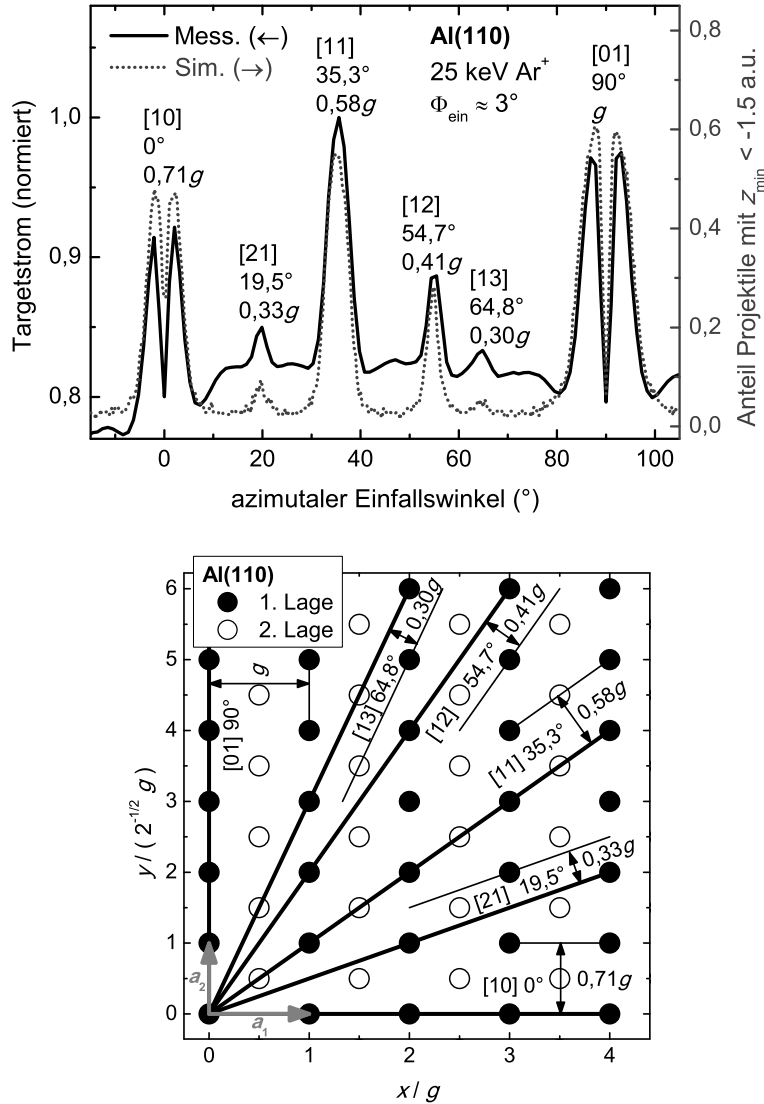 Mess. (←)
Sim. (→)
Al(110)
25 keV Ar⁺
Φein ≈ 3°
[10]
0°
0,71g
[21]
19,5°
0,33g
[11]
35,3°
0,58g
[12]
54,7°
0,41g
[13]
64,8°
0,30g
[01]
90°
g
Targetstrom (normiert)
1,0
0,9
0,8
Anteil Projektile mit zmin < -1.5 a.u.
0,8
0,6
0,4
0,2
0,0
0 20 40 60 80 100
azimutaler Einfallswinkel (°)
Al(110)
1. Lage
2. Lage
y / ( 2⁻¹/² g )
6
5
4
3
2
1
0
g
[01] 90°
[13] 64,8°
0,30g
[12] 54,7°
0,41g
[11] 35,3°
0,58g
[21] 19,5°
0,33g
[10] 0°
0,71g
a₂
a₁
0 1 2 3 4
x / g